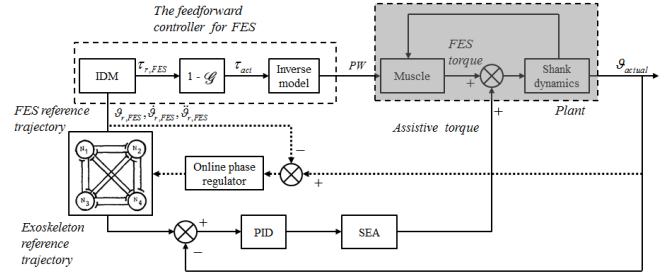 The feedforward
controller for FES
IDM
τr,FES
1 - 𝒢
τact
Inverse
model
PW
Muscle
FES
torque
+
+
Shank
dynamics
ϑactual
Plant
FES reference
trajectory
ϑr,FES, ϑ̇r,FES, ϑ̈r,FES
Assistive torque
N1
N2
N3
N4
Online phase
regulator
−
+
Exoskeleton
reference
trajectory
+
−
PID
SEA